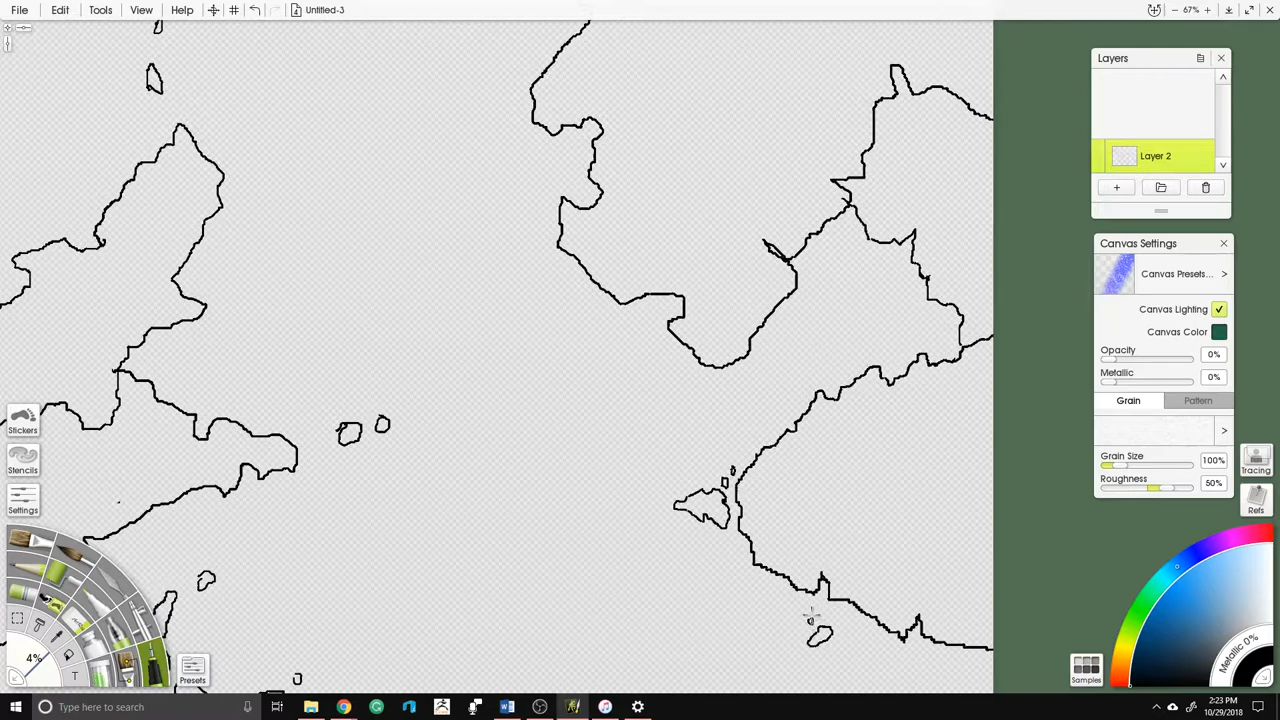 File Edit Tools View Help Untitled-3 67%
Layers
Layer 2
Canvas Settings
Canvas Presets... >
Canvas Lighting
Canvas Color
Opacity
0%
Metallic
0%
Grain Pattern
>
Grain Size
100%
Roughness
50%
Stickers
Stencils
Settings
Tracing
Refs
4%
T
Presets
Samples
Metallic 0%
Type here to search
2:23 PM
10/29/2018